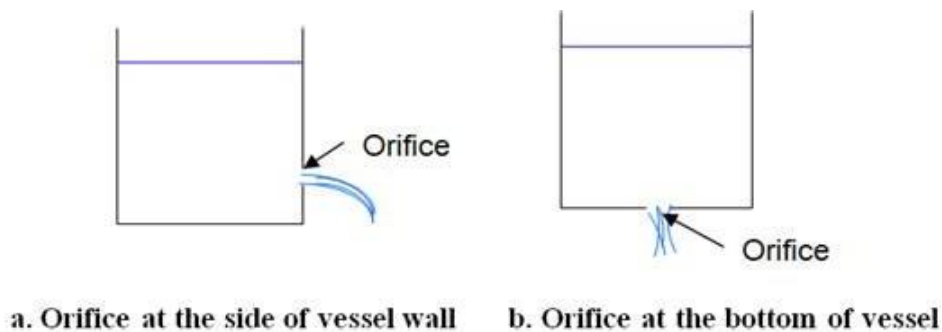 Orifice
Orifice
a. Orifice at the side of vessel wall
b. Orifice at the bottom of vessel